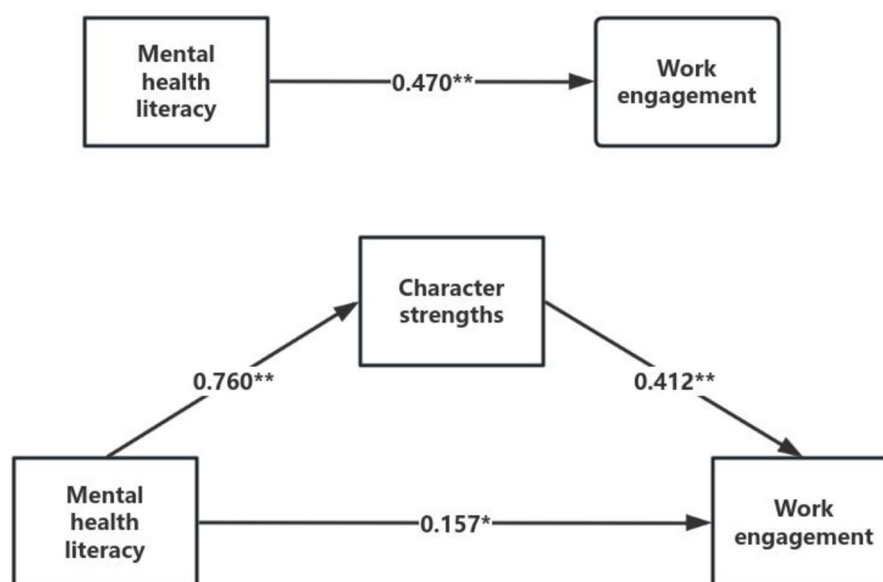 Mental
health
literacy
0.470**
Work
engagement
Character
strengths
0.760**
0.412**
Mental
health
literacy
0.157*
Work
engagement